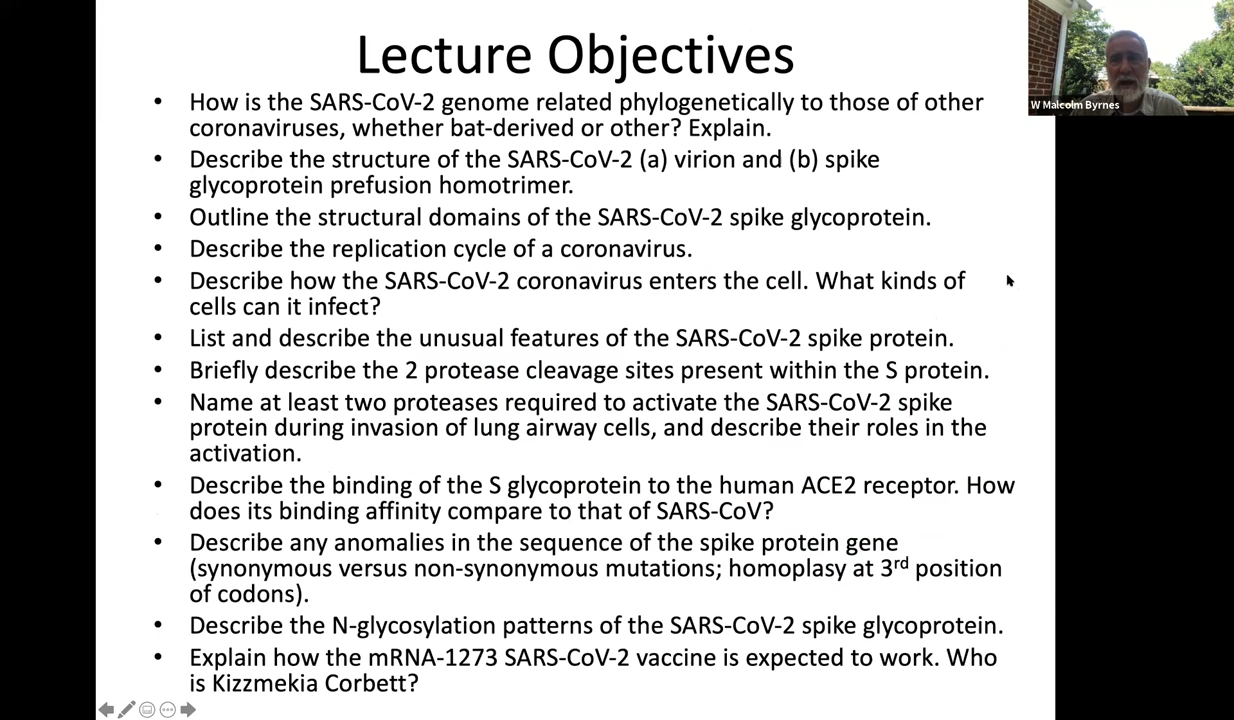 Lecture Objectives
W Malcolm Byrnes
• How is the SARS-CoV-2 genome related phylogenetically to those of other
coronaviruses, whether bat-derived or other? Explain.
• Describe the structure of the SARS-CoV-2 (a) virion and (b) spike
glycoprotein prefusion homotrimer.
• Outline the structural domains of the SARS-CoV-2 spike glycoprotein.
• Describe the replication cycle of a coronavirus.
• Describe how the SARS-CoV-2 coronavirus enters the cell. What kinds of
cells can it infect?
• List and describe the unusual features of the SARS-CoV-2 spike protein.
• Briefly describe the 2 protease cleavage sites present within the S protein.
• Name at least two proteases required to activate the SARS-CoV-2 spike
protein during invasion of lung airway cells, and describe their roles in the
activation.
• Describe the binding of the S glycoprotein to the human ACE2 receptor. How
does its binding affinity compare to that of SARS-CoV?
• Describe any anomalies in the sequence of the spike protein gene
(synonymous versus non-synonymous mutations; homoplasy at 3rd position
of codons).
• Describe the N-glycosylation patterns of the SARS-CoV-2 spike glycoprotein.
• Explain how the mRNA-1273 SARS-CoV-2 vaccine is expected to work. Who
is Kizzmekia Corbett?